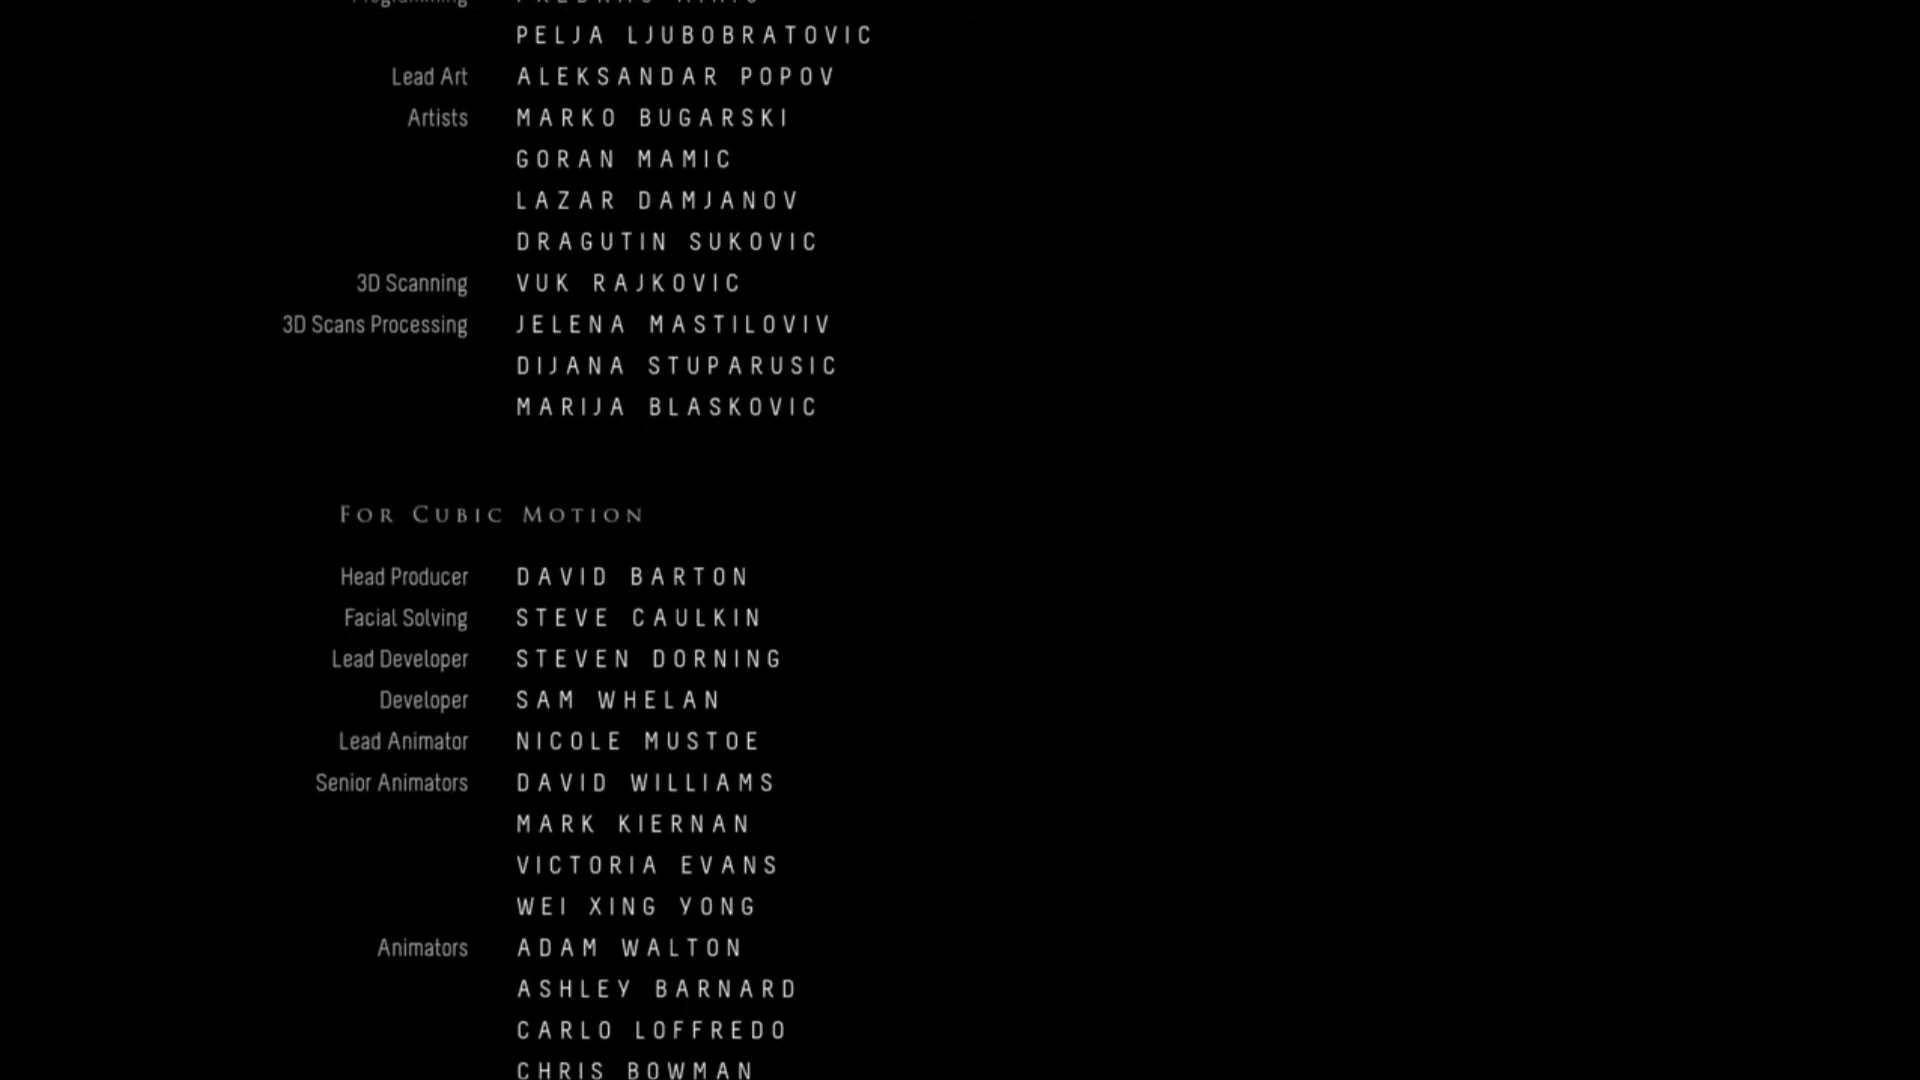 Programming
PELJA LJUBOBRATOVIC
Lead Art ALEKSANDAR POPOV
Artists MARKO BUGARSKI
GORAN MAMIC
LAZAR DAMJANOV
DRAGUTIN SUKOVIC
3D Scanning VUK RAJKOVIC
3D Scans Processing JELENA MASTILOVIV
DIJANA STUPARUSIC
MARIJA BLASKOVIC
FOR CUBIC MOTION
Head Producer DAVID BARTON
Facial Solving STEVE CAULKIN
Lead Developer STEVEN DORNING
Developer SAM WHELAN
Lead Animator NICOLE MUSTOE
Senior Animators DAVID WILLIAMS
MARK KIERNAN
VICTORIA EVANS
WEI XING YONG
Animators ADAM WALTON
ASHLEY BARNARD
CARLO LOFFREDO
CHRIS BOWMAN